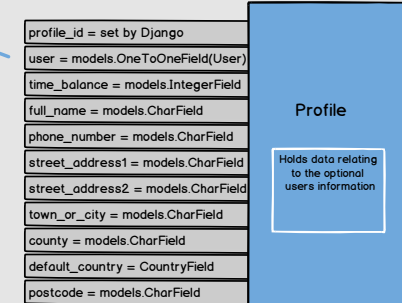 profile_id = set by Django
user = models.OneToOneField(User)
time_balance = models.IntegerField
full_name = models.CharField
phone_number = models.CharField
street_address1 = models.CharField
street_address2 = models.CharField
town_or_city = models.CharField
county = models.CharField
default_country = CountryField
postcode = models.CharField
Profile
Holds data relating
to the optional
users information